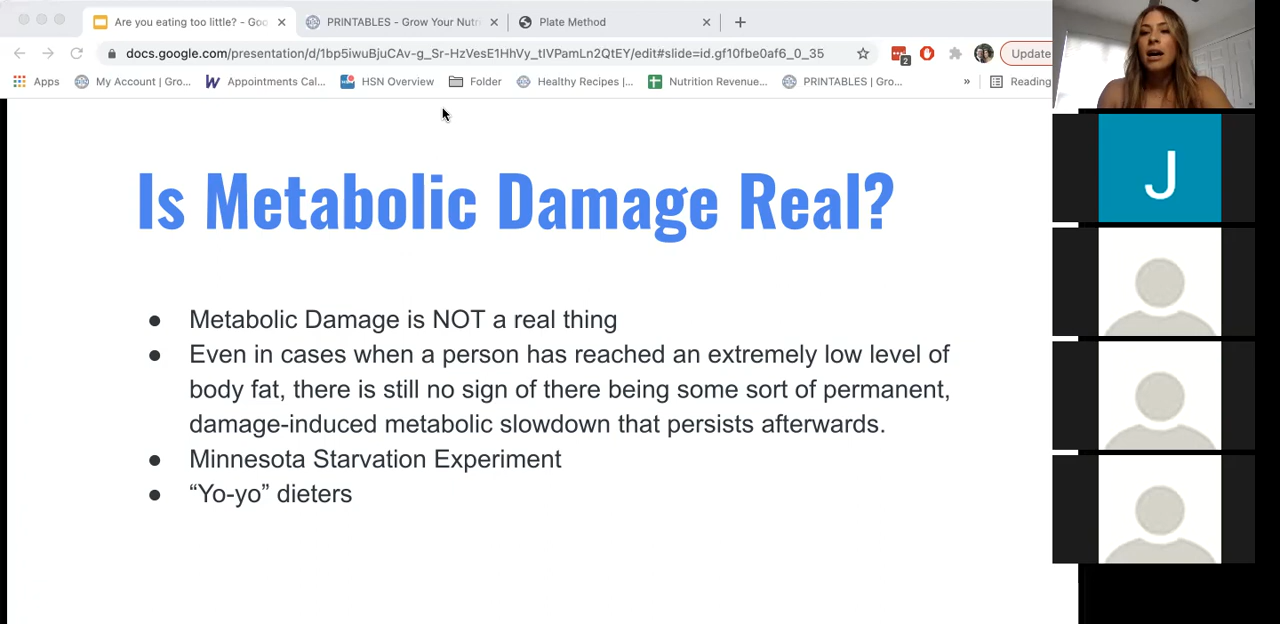 Are you eating too little? - Goo
PRINTABLES - Grow Your Nutri
Plate Method
docs.google.com/presentation/d/1bp5iwuBjuCAv-g_Sr-HzVesE1HhVy_tIVPamLn2QtEY/edit#slide=id.gf10fbe0af6_0_35
2
Update
Apps
My Account | Gro...
Appointments Cal...
HSN Overview
Folder
Healthy Recipes |...
Nutrition Revenue...
PRINTABLES | Gro...
»
Reading
J
Is Metabolic Damage Real?
● Metabolic Damage is NOT a real thing
● Even in cases when a person has reached an extremely low level of
body fat, there is still no sign of there being some sort of permanent,
damage-induced metabolic slowdown that persists afterwards.
● Minnesota Starvation Experiment
● “Yo-yo” dieters